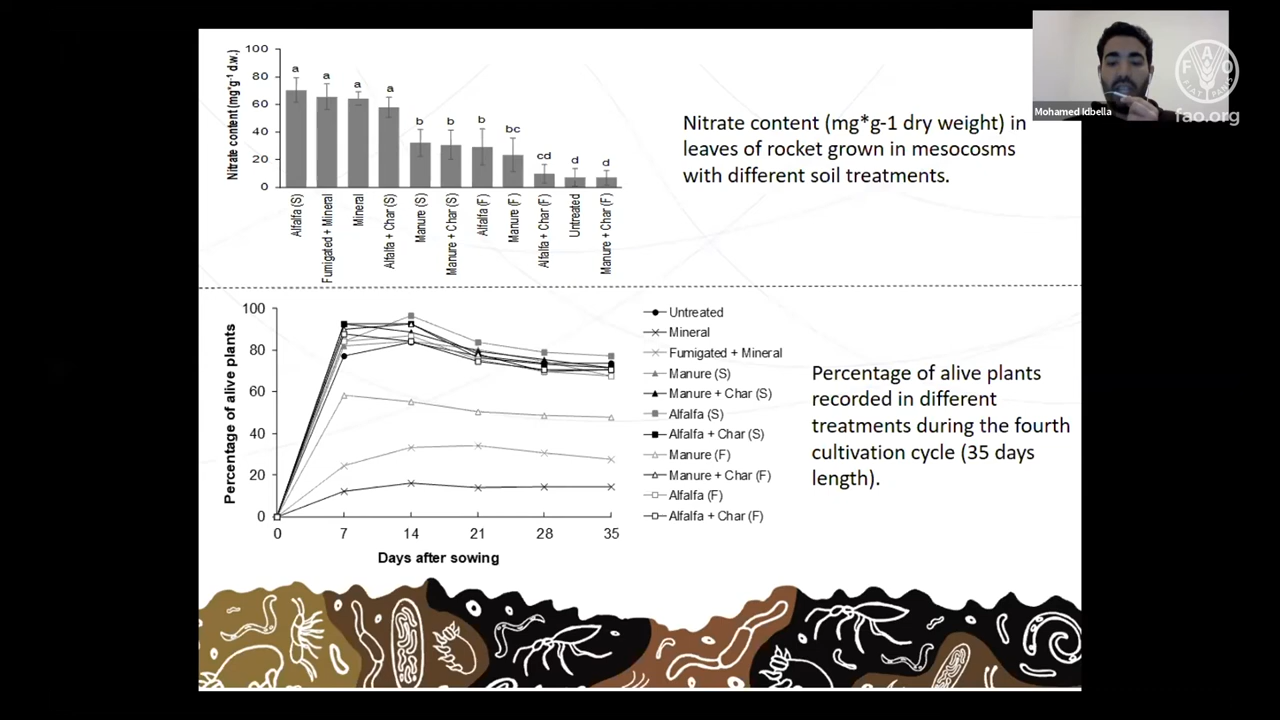 100
80
60
40
20
0
Nitrate content (mg*g-1 d.w.)
a
a
a
a
b
b
b
bc
cd
d
d
Alfalfa (S)
Fumigated + Mineral
Mineral
Alfalfa + Char (S)
Manure (S)
Manure + Char (S)
Alfalfa (F)
Manure (F)
Alfalfa + Char (F)
Untreated
Manure + Char (F)
Nitrate content (mg*g-1 dry weight) in
leaves of rocket grown in mesocosms
with different soil treatments.
Mohamed Idbella
F A O
FIAT PANIS
fao.org
100
80
60
40
20
0
Percentage of alive plants
0 7 14 21 28 35
Days after sowing
Untreated
Mineral
Fumigated + Mineral
Manure (S)
Manure + Char (S)
Alfalfa (S)
Alfalfa + Char (S)
Manure (F)
Manure + Char (F)
Alfalfa (F)
Alfalfa + Char (F)
Percentage of alive plants
recorded in different
treatments during the fourth
cultivation cycle (35 days
length).